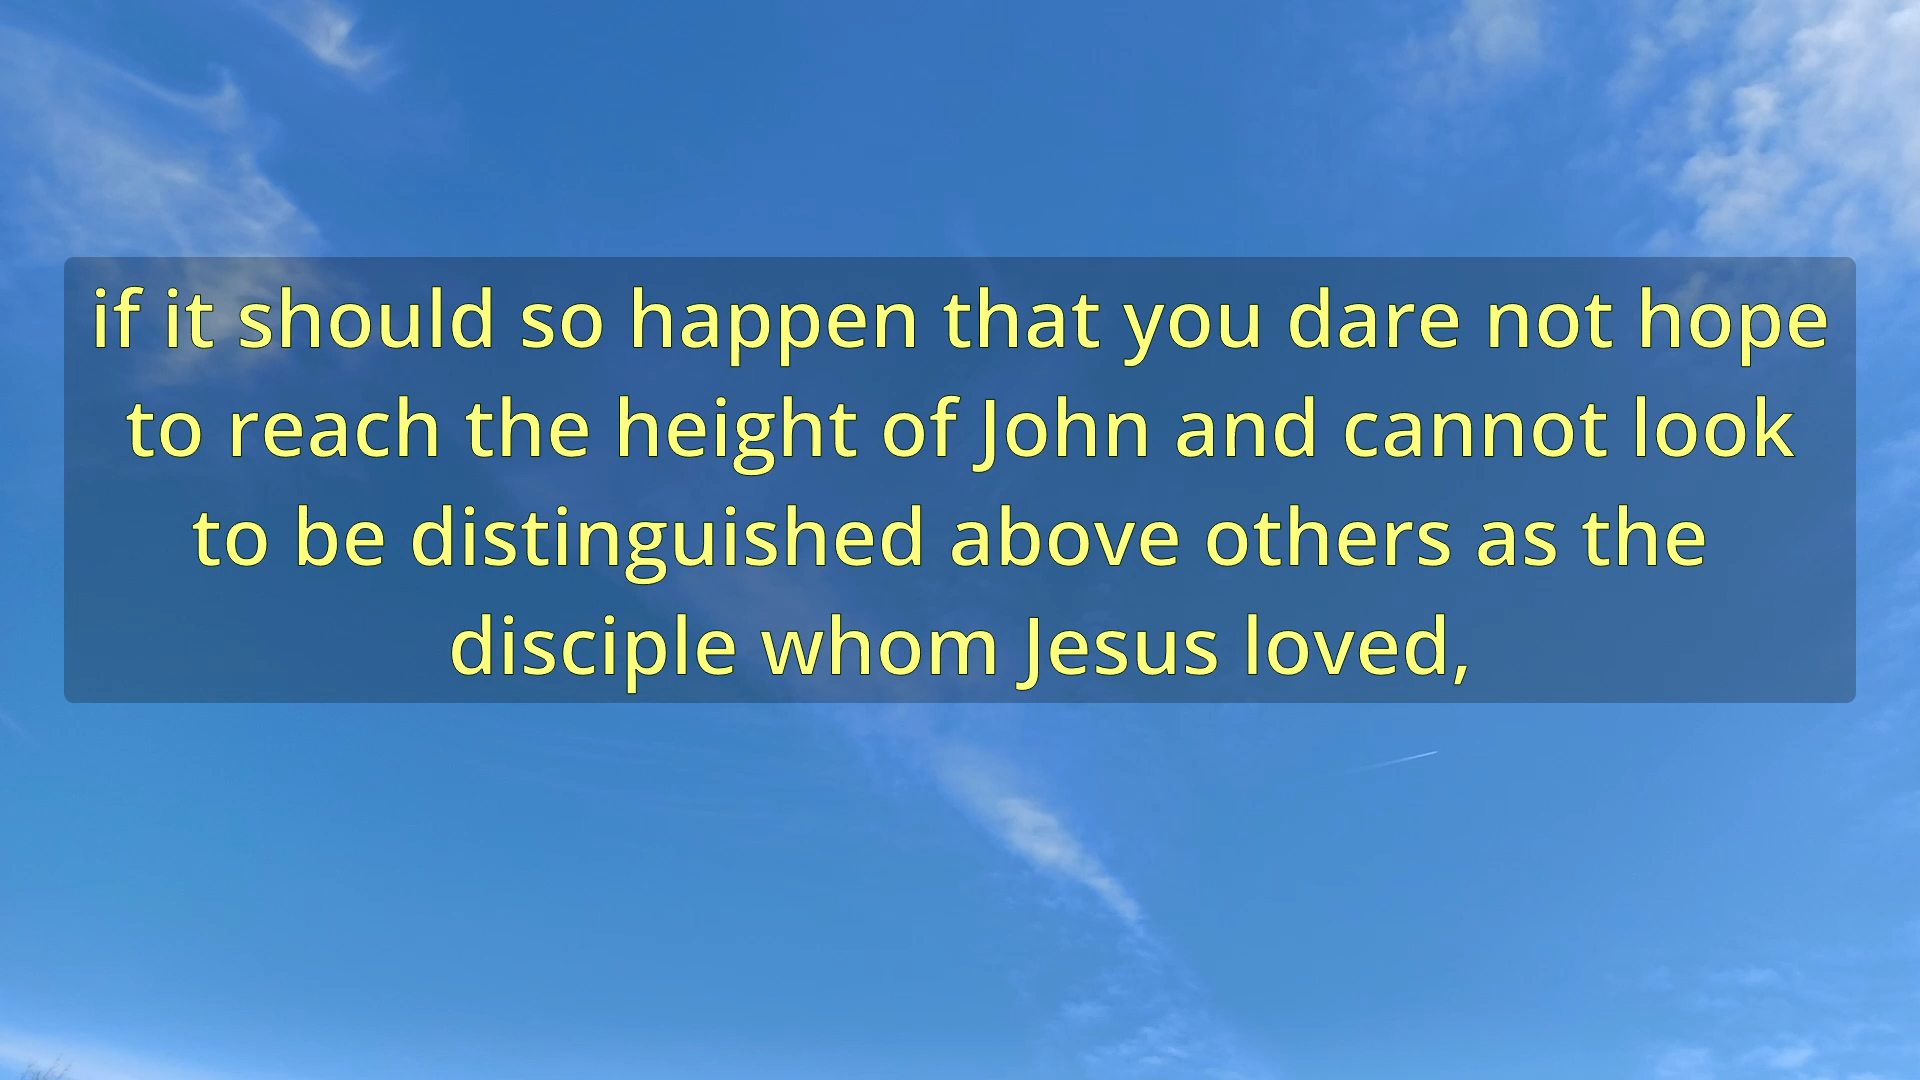 if it should so happen that you dare not hope
to reach the height of John and cannot look
to be distinguished above others as the
disciple whom Jesus loved,